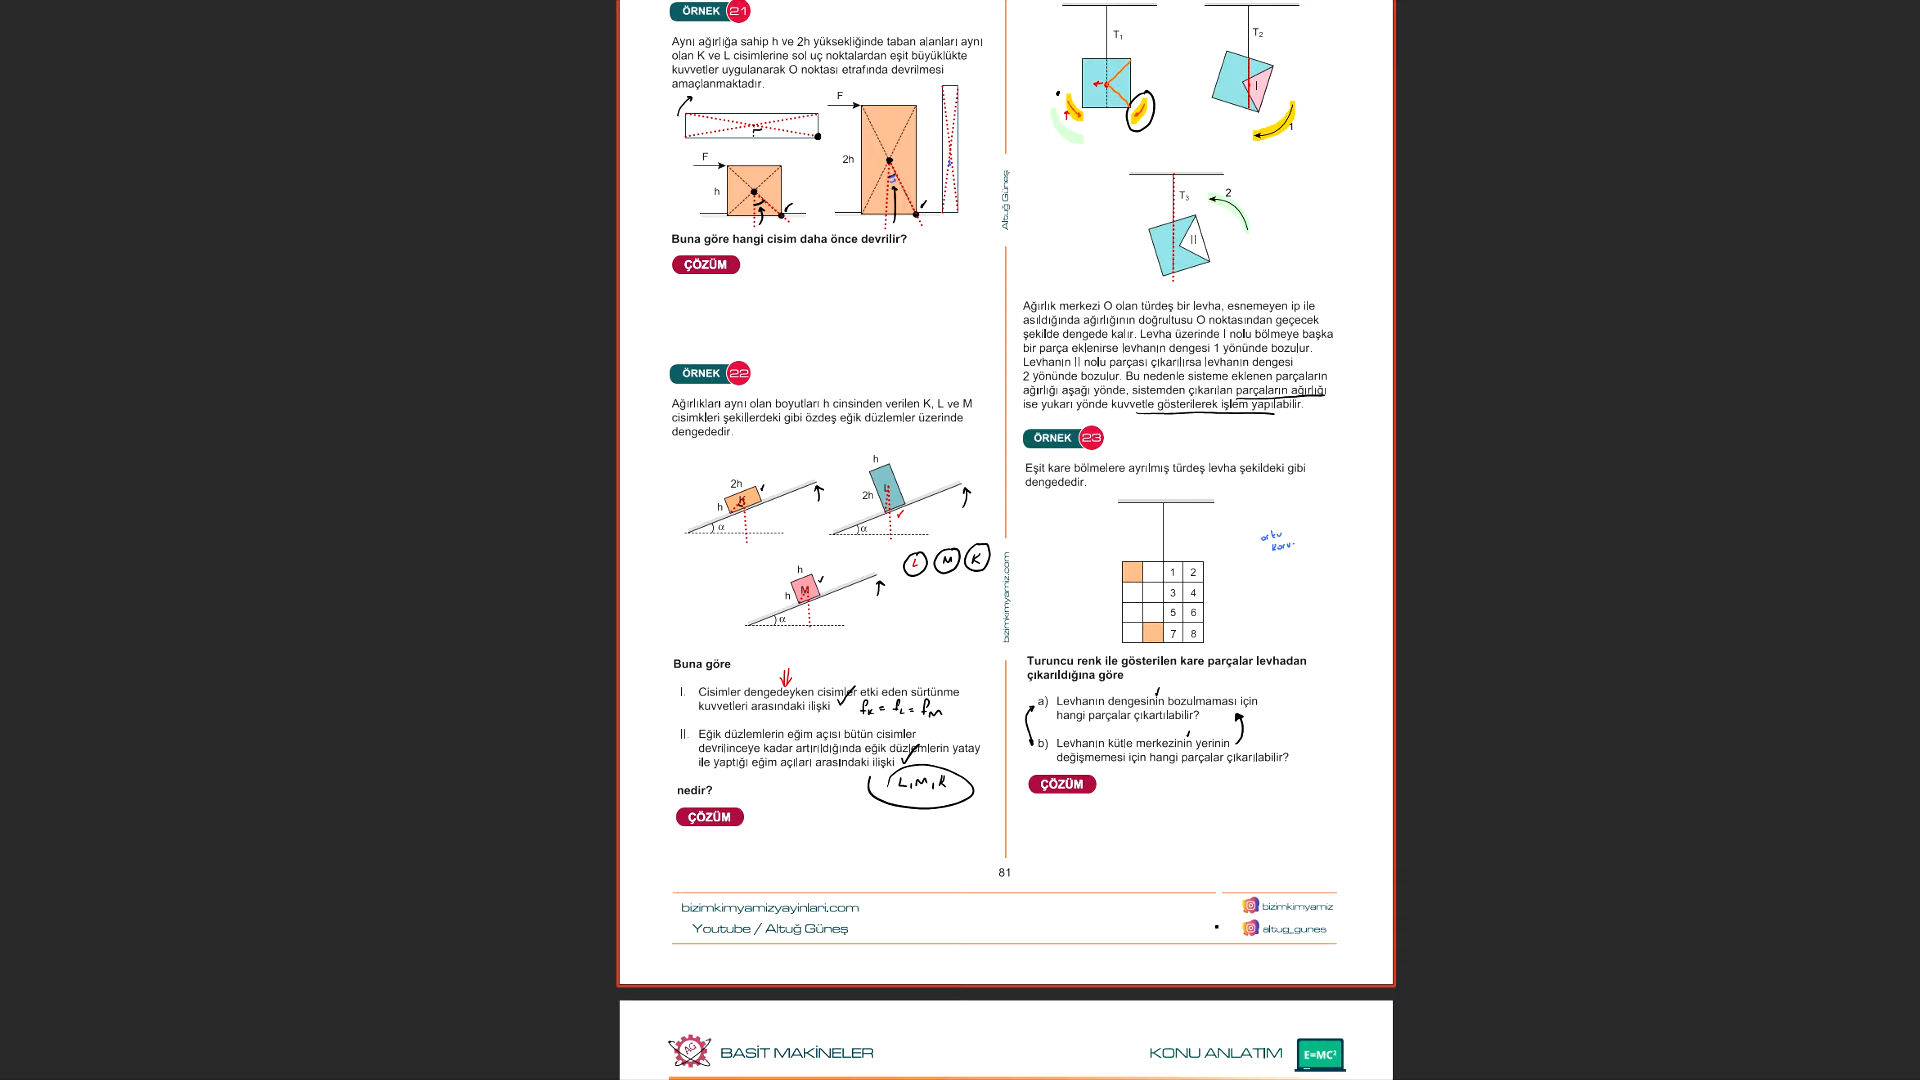 ÖRNEK 21
Aynı ağırlığa sahip h ve 2h yüksekliğinde taban alanları aynı
olan K ve L cisimlerine sol uç noktalardan eşit büyüklükte
kuvvetler uygulanarak O noktası etrafında devrilmesi
amaçlanmaktadır.
F
F
2h
h
Buna göre hangi cisim daha önce devrilir?
ÇÖZÜM
ÖRNEK 22
Ağırlıkları aynı olan boyutları h cinsinden verilen K, L ve M
cisimkleri şekillerdeki gibi özdeş eğik düzlemler üzerinde
dengededir.
2h
h
K
α
h
2h
L
α
h
h
M
α
L M K
Buna göre
I. Cisimler dengedeyken cisimler etki eden sürtünme
kuvvetleri arasındaki ilişki
fK = fL = fM
II. Eğik düzlemlerin eğim açısı bütün cisimler
devrilinceye kadar artırıldığında eğik düzlemlerin yatay
ile yaptığı eğim açıları arasındaki ilişki
L, M, K
nedir?
ÇÖZÜM
Altuğ Güneş
bizimkimyamiz.com
T1
T2
I
1
T3
2
II
Ağırlık merkezi O olan türdeş bir levha, esnemeyen ip ile
asıldığında ağırlığının doğrultusu O noktasından geçecek
şekilde dengede kalır. Levha üzerinde I nolu bölmeye başka
bir parça eklenirse levhanın dengesi 1 yönünde bozulur.
Levhanın II nolu parçası çıkarılırsa levhanın dengesi
2 yönünde bozulur. Bu nedenle sisteme eklenen parçaların
ağırlığı aşağı yönde, sistemden çıkarılan parçaların ağırlığı
ise yukarı yönde kuvvetle gösterilerek işlem yapılabilir.
ÖRNEK 23
Eşit kare bölmelere ayrılmış türdeş levha şekildeki gibi
dengededir.
1 2
3 4
5 6
7 8
Turuncu renk ile gösterilen kare parçalar levhadan
çıkarıldığına göre
a) Levhanın dengesinin bozulmaması için
hangi parçalar çıkartılabilir?
b) Levhanın kütle merkezinin yerinin
değişmemesi için hangi parçalar çıkarılabilir?
ÇÖZÜM
81
bizimkimyamizyayinlari.com
Youtube / Altuğ Güneş
bizimkimyamiz
altug_gunes
AG
BASİT MAKİNELER
KONU ANLATIM
E=MC²